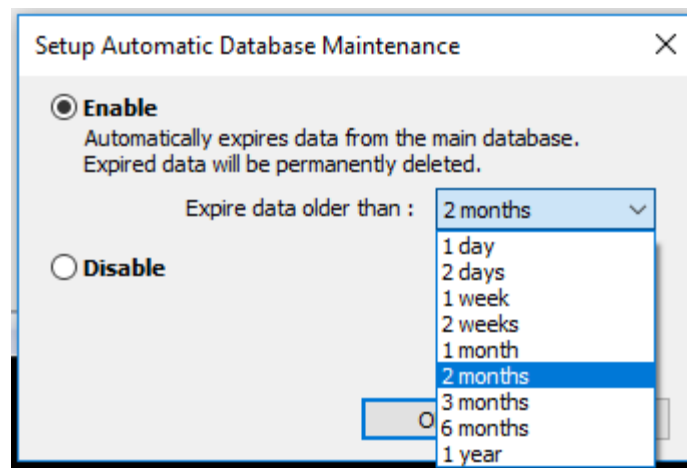 Setup Automatic Database Maintenance
Enable
Automatically expires data from the main database.
Expired data will be permanently deleted.
Expire data older than : 2 months
1 day
Disable
2 days
1 week
2 weeks
1 month
2 months
3 months
6 months
1 year